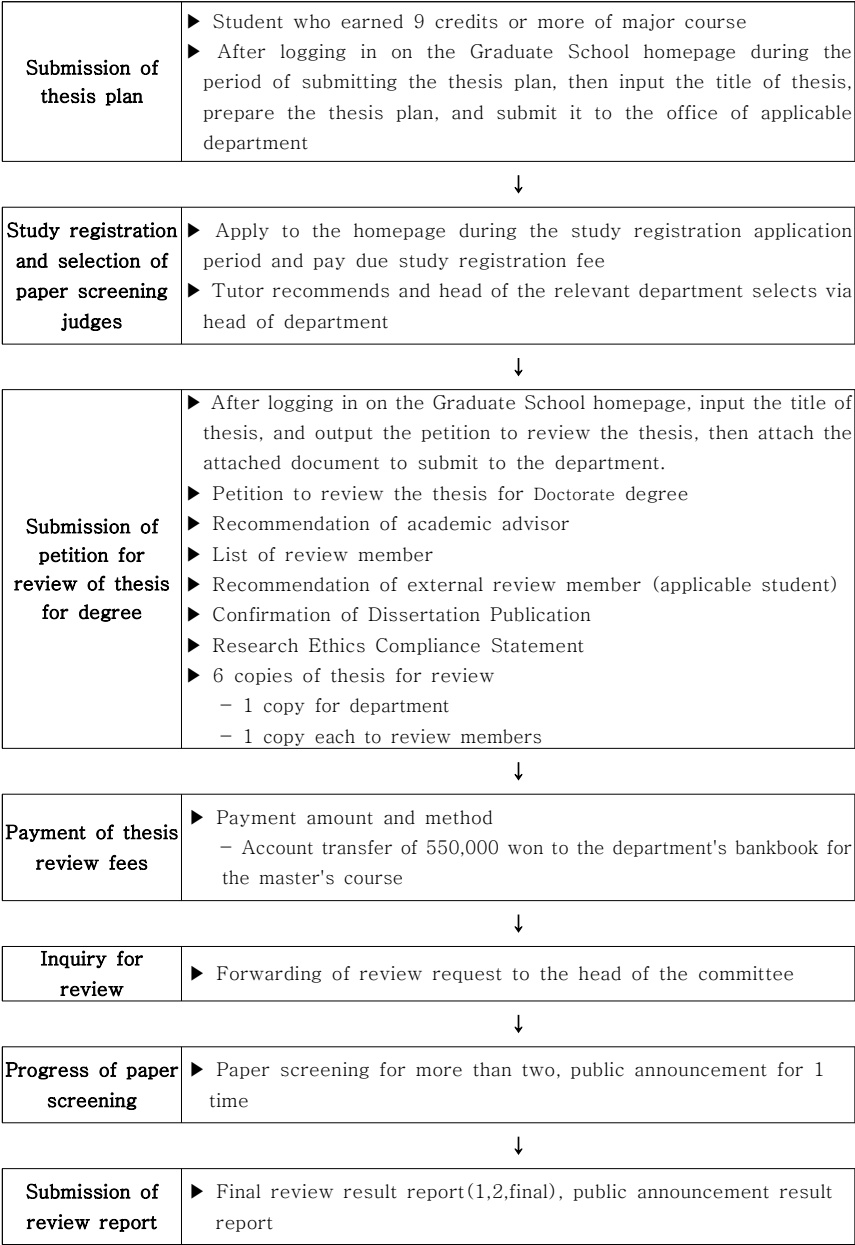 Submission of
thesis plan
▶ Student who earned 9 credits or more of major course
▶ After logging in on the Graduate School homepage during the
period of submitting the thesis plan, then input the title of thesis,
prepare the thesis plan, and submit it to the office of applicable
department
↓
Study registration
and selection of
paper screening
judges
▶ Apply to the homepage during the study registration application
period and pay due study registration fee
▶ Tutor recommends and head of the relevant department selects via
head of department
↓
Submission of
petition for
review of thesis
for degree
▶ After logging in on the Graduate School homepage, input the title of
thesis, and output the petition to review the thesis, then attach the
attached document to submit to the department.
▶ Petition to review the thesis for Doctorate degree
▶ Recommendation of academic advisor
▶ List of review member
▶ Recommendation of external review member (applicable student)
▶ Confirmation of Dissertation Publication
▶ Research Ethics Compliance Statement
▶ 6 copies of thesis for review
- 1 copy for department
- 1 copy each to review members
↓
Payment of thesis
review fees
▶ Payment amount and method
- Account transfer of 550,000 won to the department's bankbook for
the master's course
↓
Inquiry for
review
▶ Forwarding of review request to the head of the committee
↓
Progress of paper
screening
▶ Paper screening for more than two, public announcement for 1
time
↓
Submission of
review report
▶ Final review result report(1,2,final), public announcement result
report